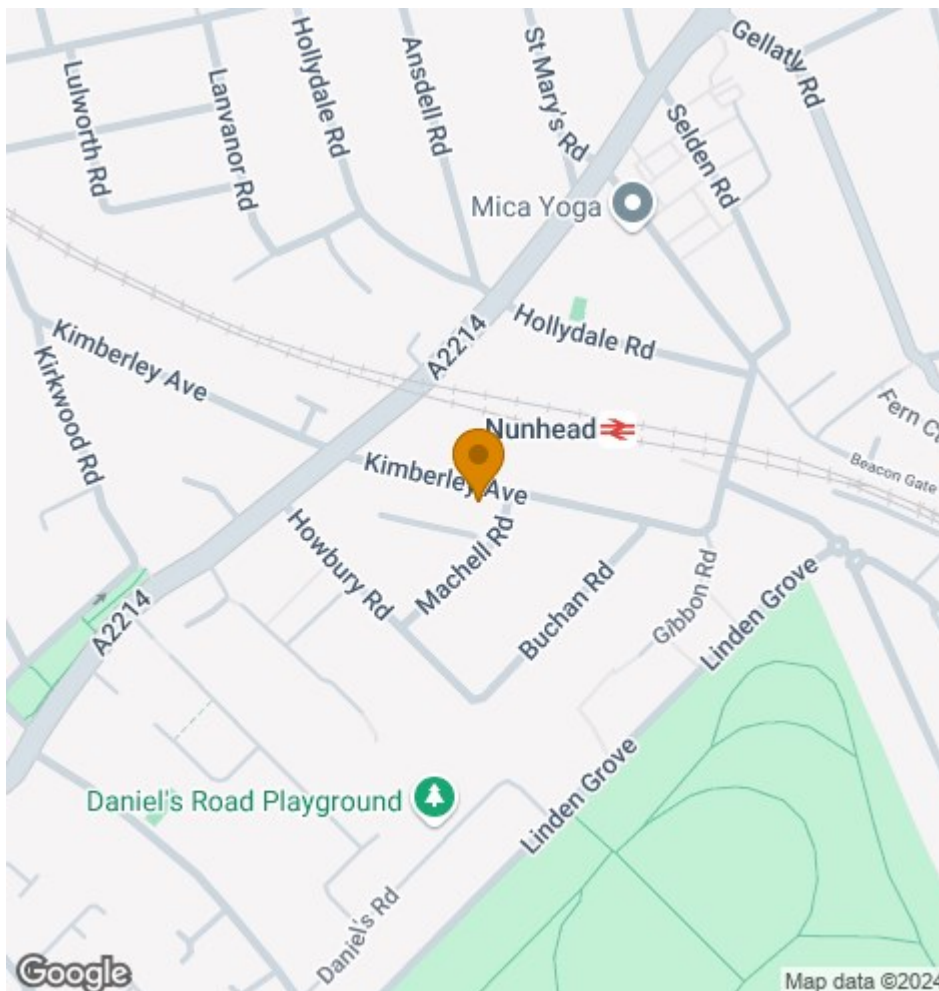 Gellatly Rd
St Mary's Rd
Hollydale Rd
Ansdell Rd
Lulworth Rd
Lanvanor Rd
Selden Rd
Mica Yoga
A2214
Hollydale Rd
Kimberley Ave
Kirkwood Rd
Nunhead
Beacon Gate
Kimberley Ave
Howbury Rd
Machell Rd
Buchan Rd
Gibbon Rd
Linden Grove
A2214
Daniel's Road Playground
Linden Grove
Daniel's Rd
Google
Map data ©2024